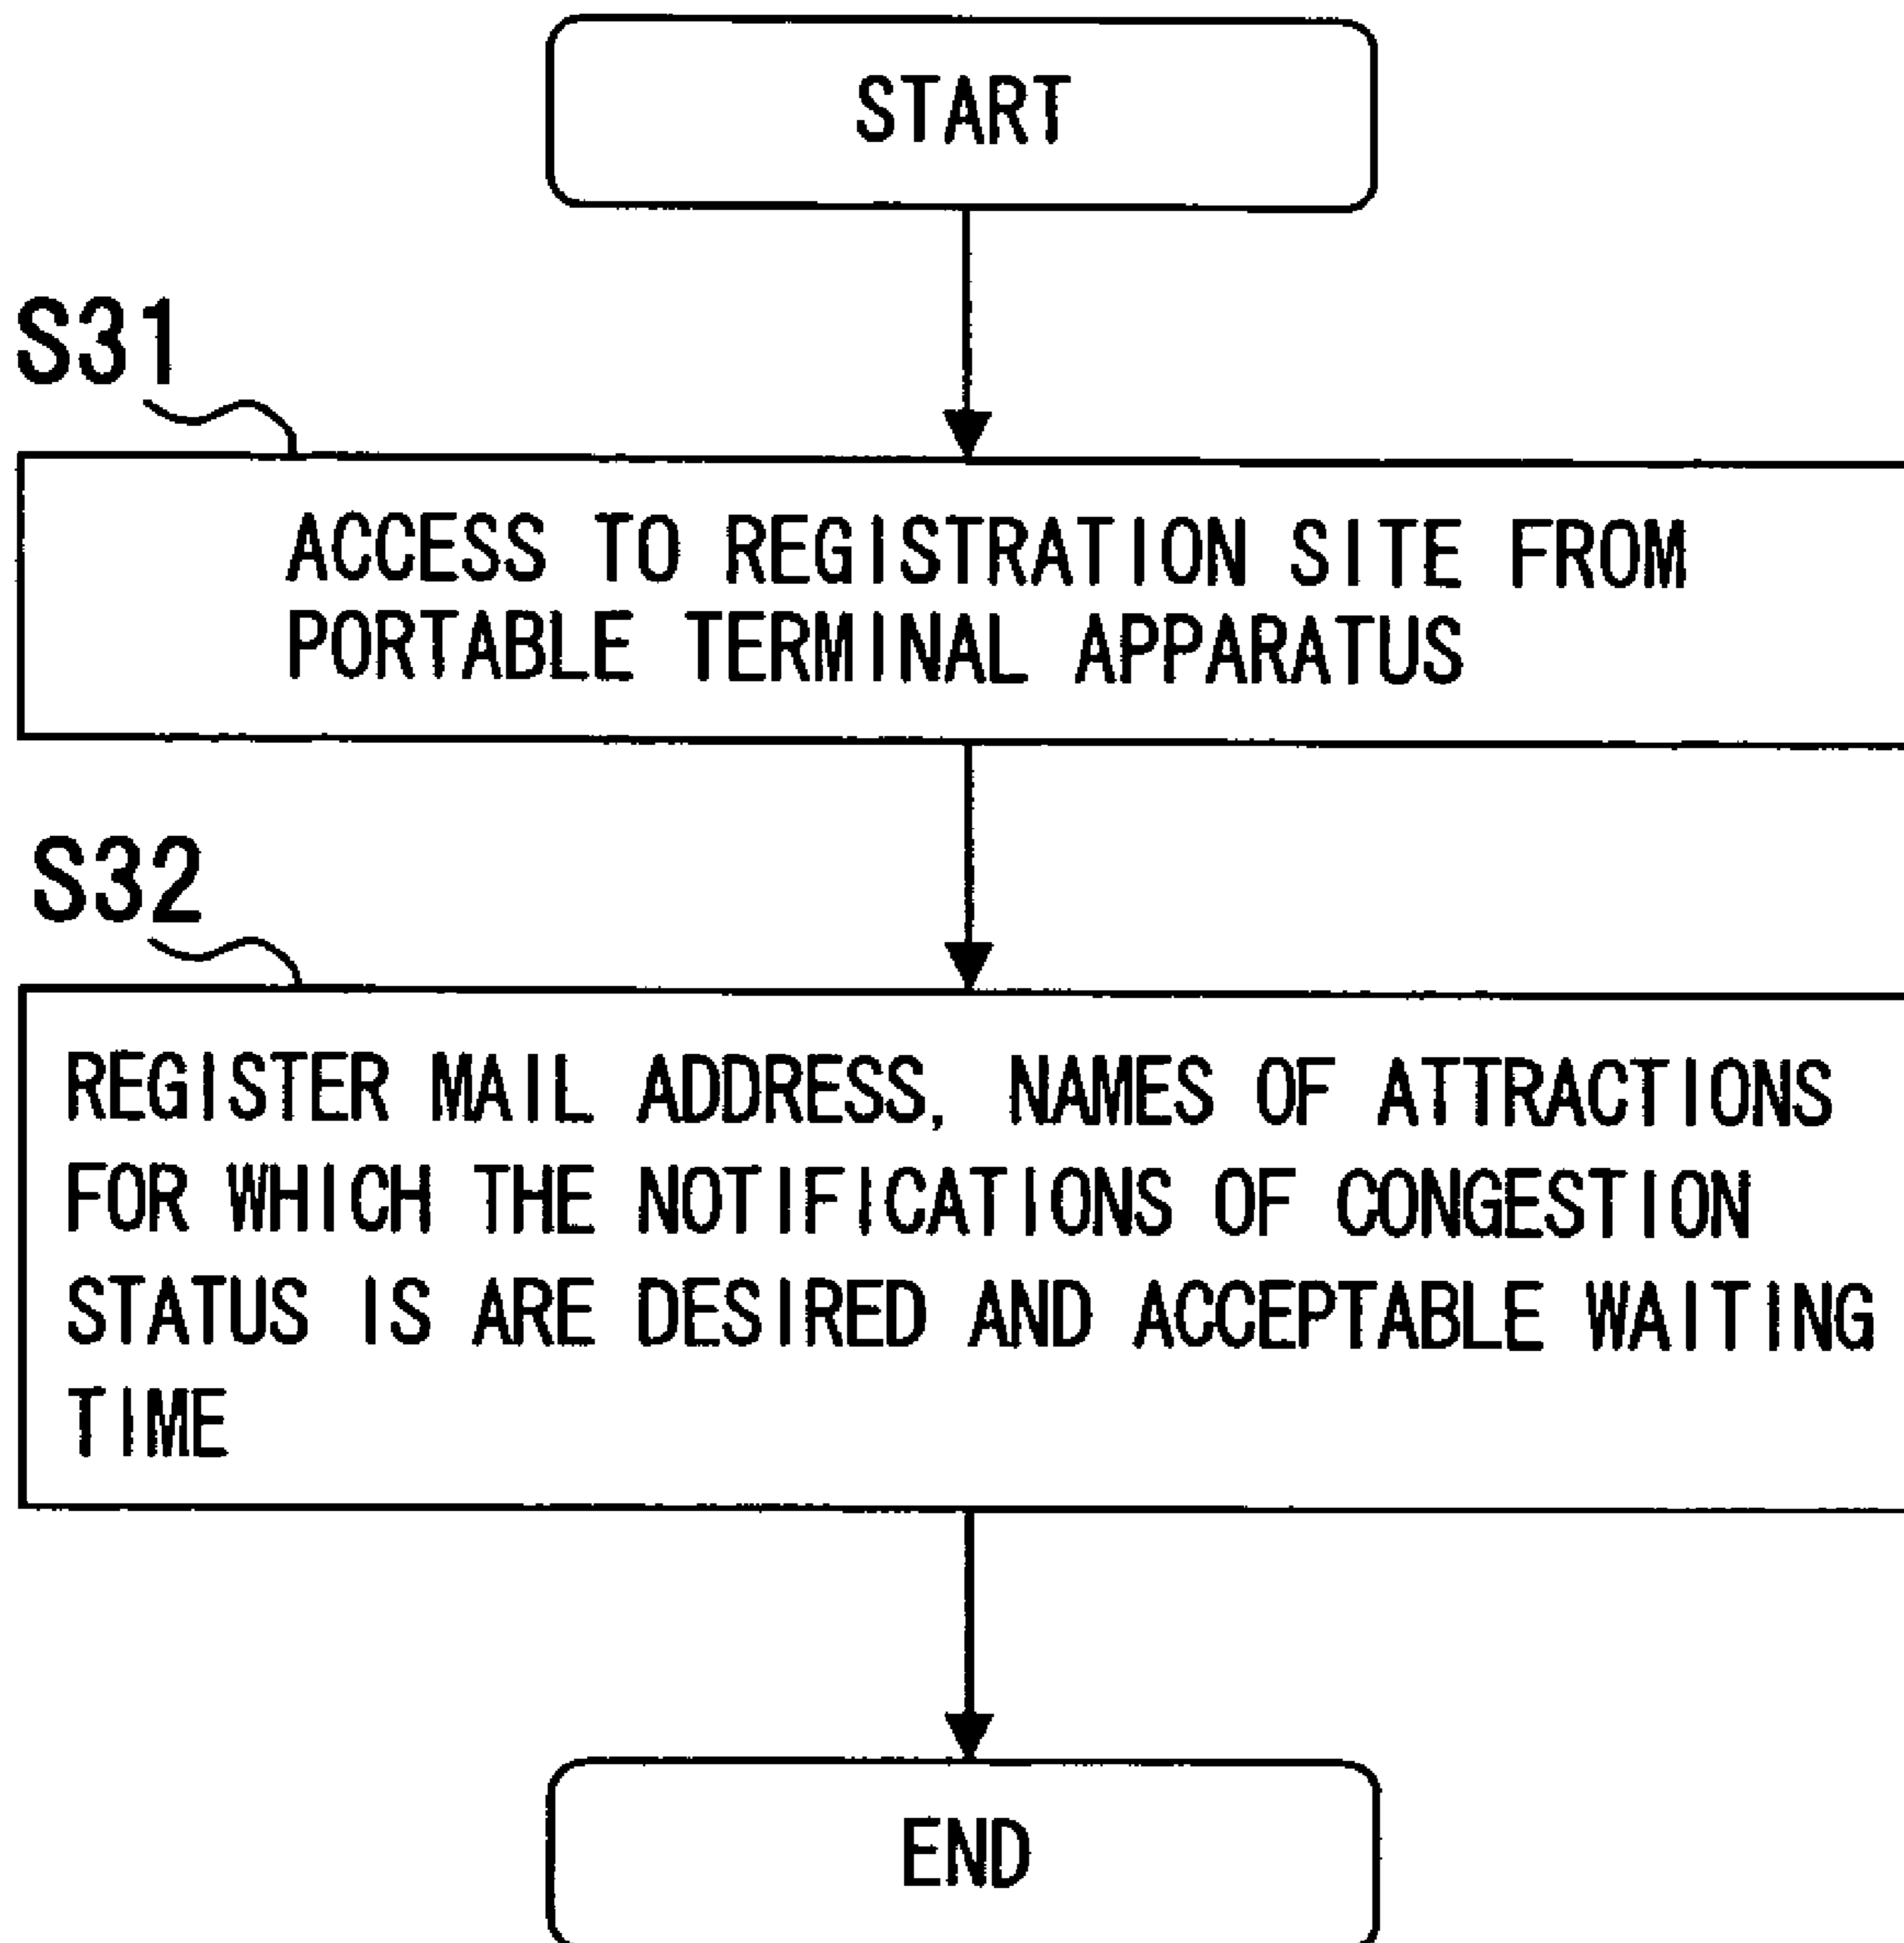 START
S31
ACCESS TO REGISTRATION SITE FROM
PORTABLE TERMINAL APPARATUS
S32
REGISTER MAIL ADDRESS, NAMES OF ATTRACTIONS
FOR WHICH THE NOTIFICATIONS OF CONGESTION
STATUS IS ARE DESIRED AND ACCEPTABLE WAITING
TIME
END